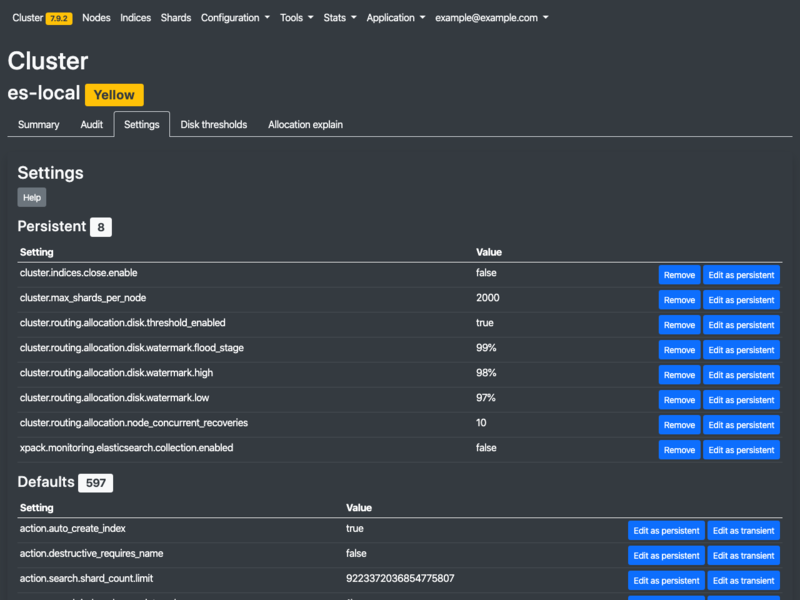 Cluster 7.9.2 Nodes Indices Shards Configuration Tools Stats Application example@example.com
Cluster
es-local Yellow
Summary Audit Settings Disk thresholds Allocation explain
Settings
Help
Persistent 8
Setting Value
cluster.indices.close.enable false Remove Edit as persistent
cluster.max_shards_per_node 2000 Remove Edit as persistent
cluster.routing.allocation.disk.threshold_enabled true Remove Edit as persistent
cluster.routing.allocation.disk.watermark.flood_stage 99% Remove Edit as persistent
cluster.routing.allocation.disk.watermark.high 98% Remove Edit as persistent
cluster.routing.allocation.disk.watermark.low 97% Remove Edit as persistent
cluster.routing.allocation.node_concurrent_recoveries 10 Remove Edit as persistent
xpack.monitoring.elasticsearch.collection.enabled false Remove Edit as persistent
Defaults 597
Setting Value
action.auto_create_index true Edit as persistent Edit as transient
action.destructive_requires_name false Edit as persistent Edit as transient
action.search.shard_count.limit 9223372036854775807 Edit as persistent Edit as transient